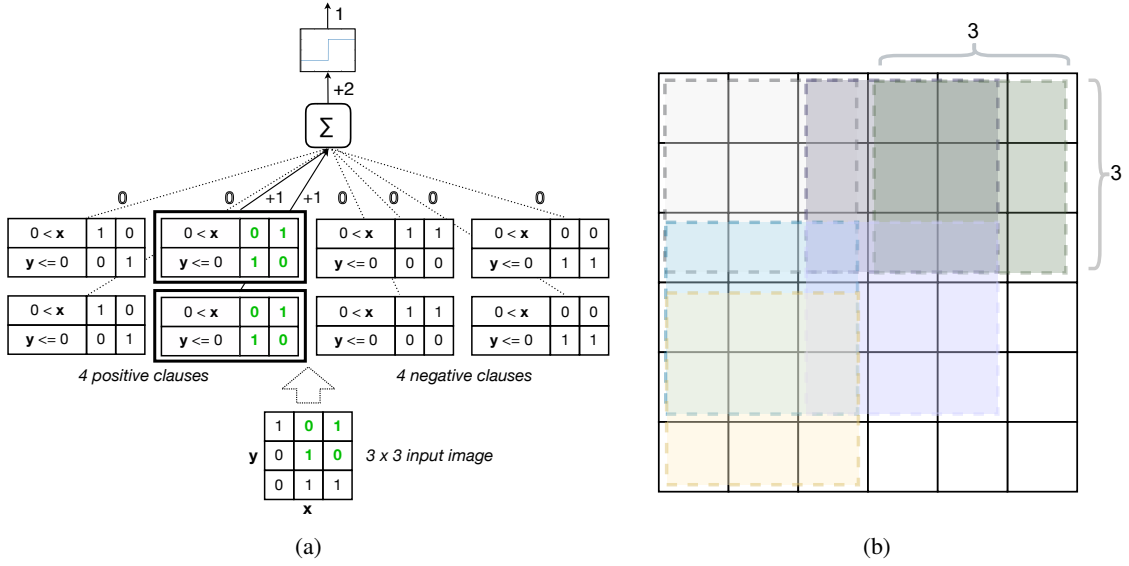 1
+2
Σ
0 0 +1 +1 0 0 0 0
0 < x 1 0
y <= 0 0 1
0 < x 0 1
y <= 0 1 0
0 < x 1 1
y <= 0 0 0
0 < x 0 0
y <= 0 1 1
0 < x 1 0
y <= 0 0 1
0 < x 0 1
y <= 0 1 0
0 < x 1 1
y <= 0 0 0
0 < x 0 0
y <= 0 1 1
4 positive clauses
4 negative clauses
1 0 1
y 0 1 0
3 x 3 input image
0 1 1
x
(a)
3
3
(b)